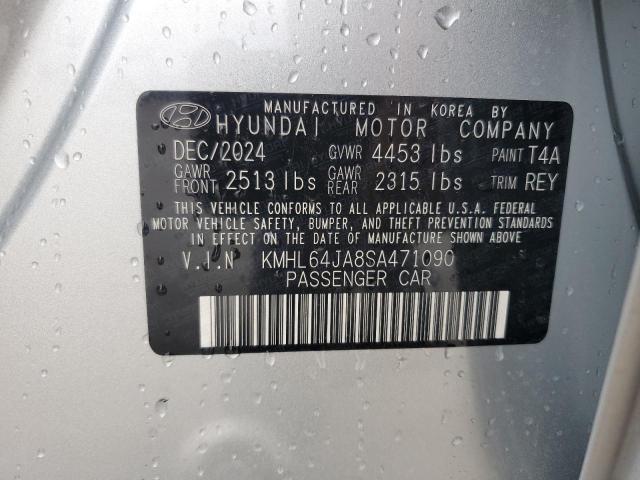 MANUFACTURED IN KOREA BY
HYUNDAI MOTOR COMPANY
DEC/2024 GVWR 4453 lbs PAINT T4A
GAWR FRONT 2513 lbs GAWR REAR 2315 lbs TRIM REY
THIS VEHICLE CONFORMS TO ALL APPLICABLE U.S.A. FEDERAL
MOTOR VEHICLE SAFETY, BUMPER, AND THEFT PREVENTION STANDARDS
IN EFFECT ON THE DATE OF MANUFACTURE SHOWN ABOVE
V.I.N KMHL64JA8SA471090
PASSENGER CAR